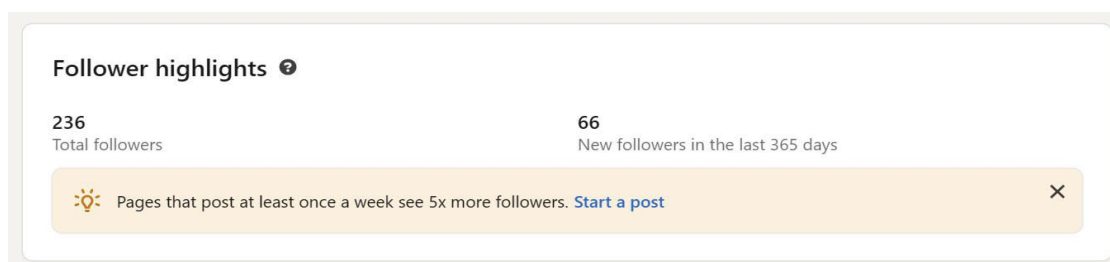 Follower highlights ?
236
Total followers
66
New followers in the last 365 days
Pages that post at least once a week see 5x more followers. Start a post